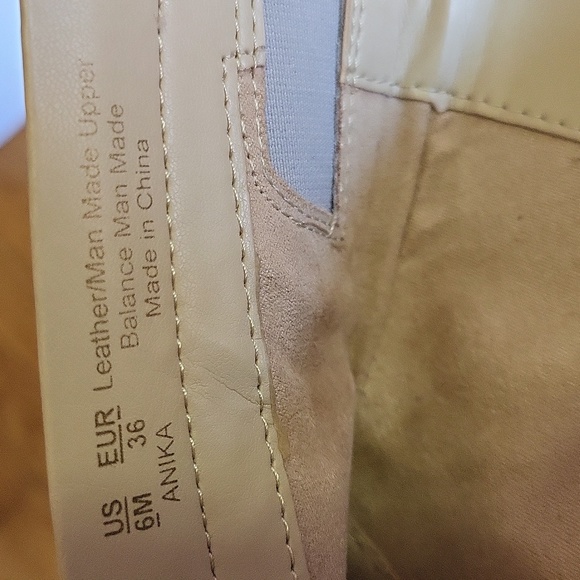 US EUR Leather/Man Made Upper
6M 36 Balance Man Made
ANIKA Made in China